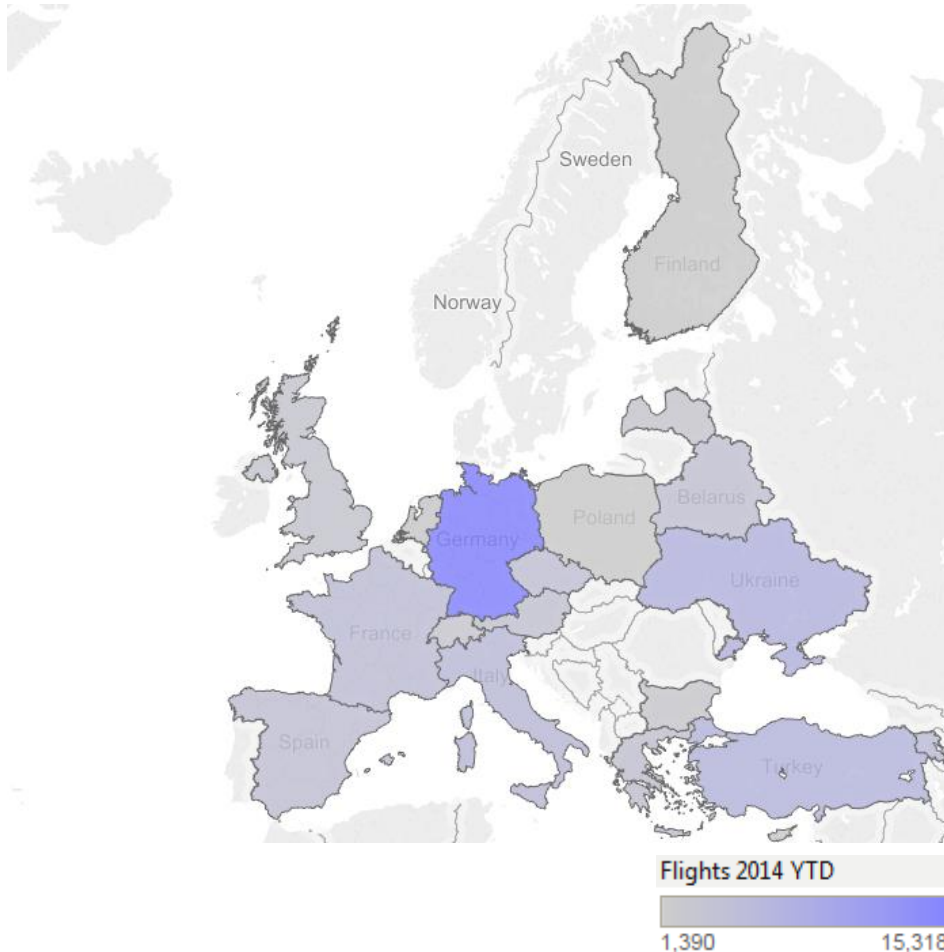 Sweden
Finland
Norway
Belarus
Poland
Germany
Ukraine
France
Italy
Spain
Turkey
Flights 2014 YTD
1,390 15,318